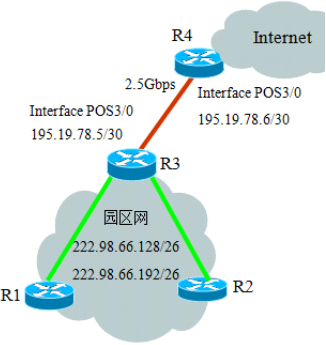 R4
Internet
2.5Gbps
Interface POS3/0
195.19.78.6/30
Interface POS3/0
195.19.78.5/30
R3
园区网
222.98.66.128/26
222.98.66.192/26
R1
R2